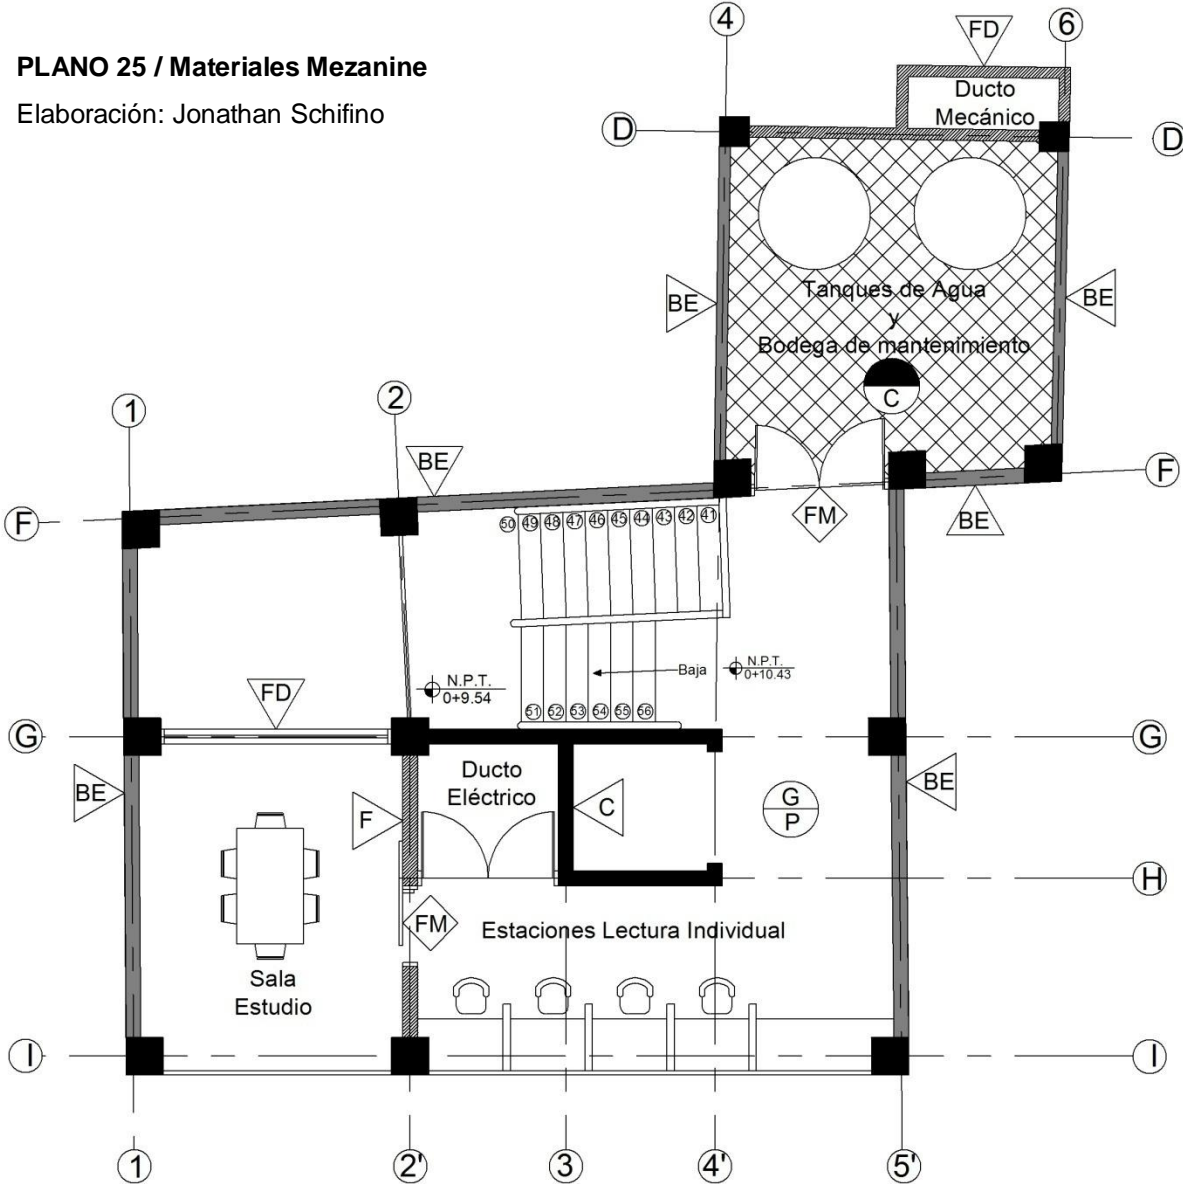 PLANO 25 / Materiales Mezanine
Elaboración: Jonathan Schifino
4
FD
6
Ducto
Mecánico
D
D
BE
Tanques de Agua
y
Bodega de mantenimiento
BE
C
1
2
BE
F
F
50 49 48 47 46 45 44 43 42 41
FM
BE
Baja
N.P.T.
0+10.43
N.P.T.
0+9.54
FD
51 52 53 54 55 56
G
G
BE
Ducto
Eléctrico
F
C
G
P
BE
H
FM
Estaciones Lectura Individual
Sala
Estudio
I
I
1
2'
3
4'
5'